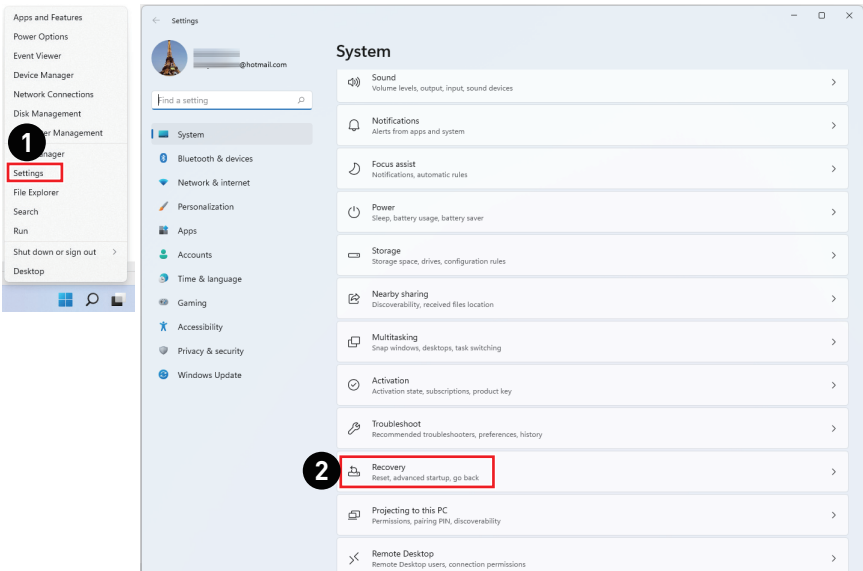 Apps and Features
Power Options
Event Viewer
Device Manager
Network Connections
Disk Management
er Management
1
anager
Settings
File Explorer
Search
Run
Shut down or sign out
Desktop
Settings
@hotmail.com
Find a setting
System
Bluetooth & devices
Network & internet
Personalization
Apps
Accounts
Time & language
Gaming
Accessibility
Privacy & security
Windows Update
System
Sound
Volume levels, output, input, sound devices
Notifications
Alerts from apps and system
Focus assist
Notifications, automatic rules
Power
Sleep, battery usage, battery saver
Storage
Storage space, drives, configuration rules
Nearby sharing
Discoverability, received files location
Multitasking
Snap windows, desktops, task switching
Activation
Activation state, subscriptions, product key
Troubleshoot
Recommended troubleshooters, preferences, history
2
Recovery
Reset, advanced startup, go back
Projecting to this PC
Permissions, pairing PIN, discoverability
Remote Desktop
Remote Desktop users, connection permissions